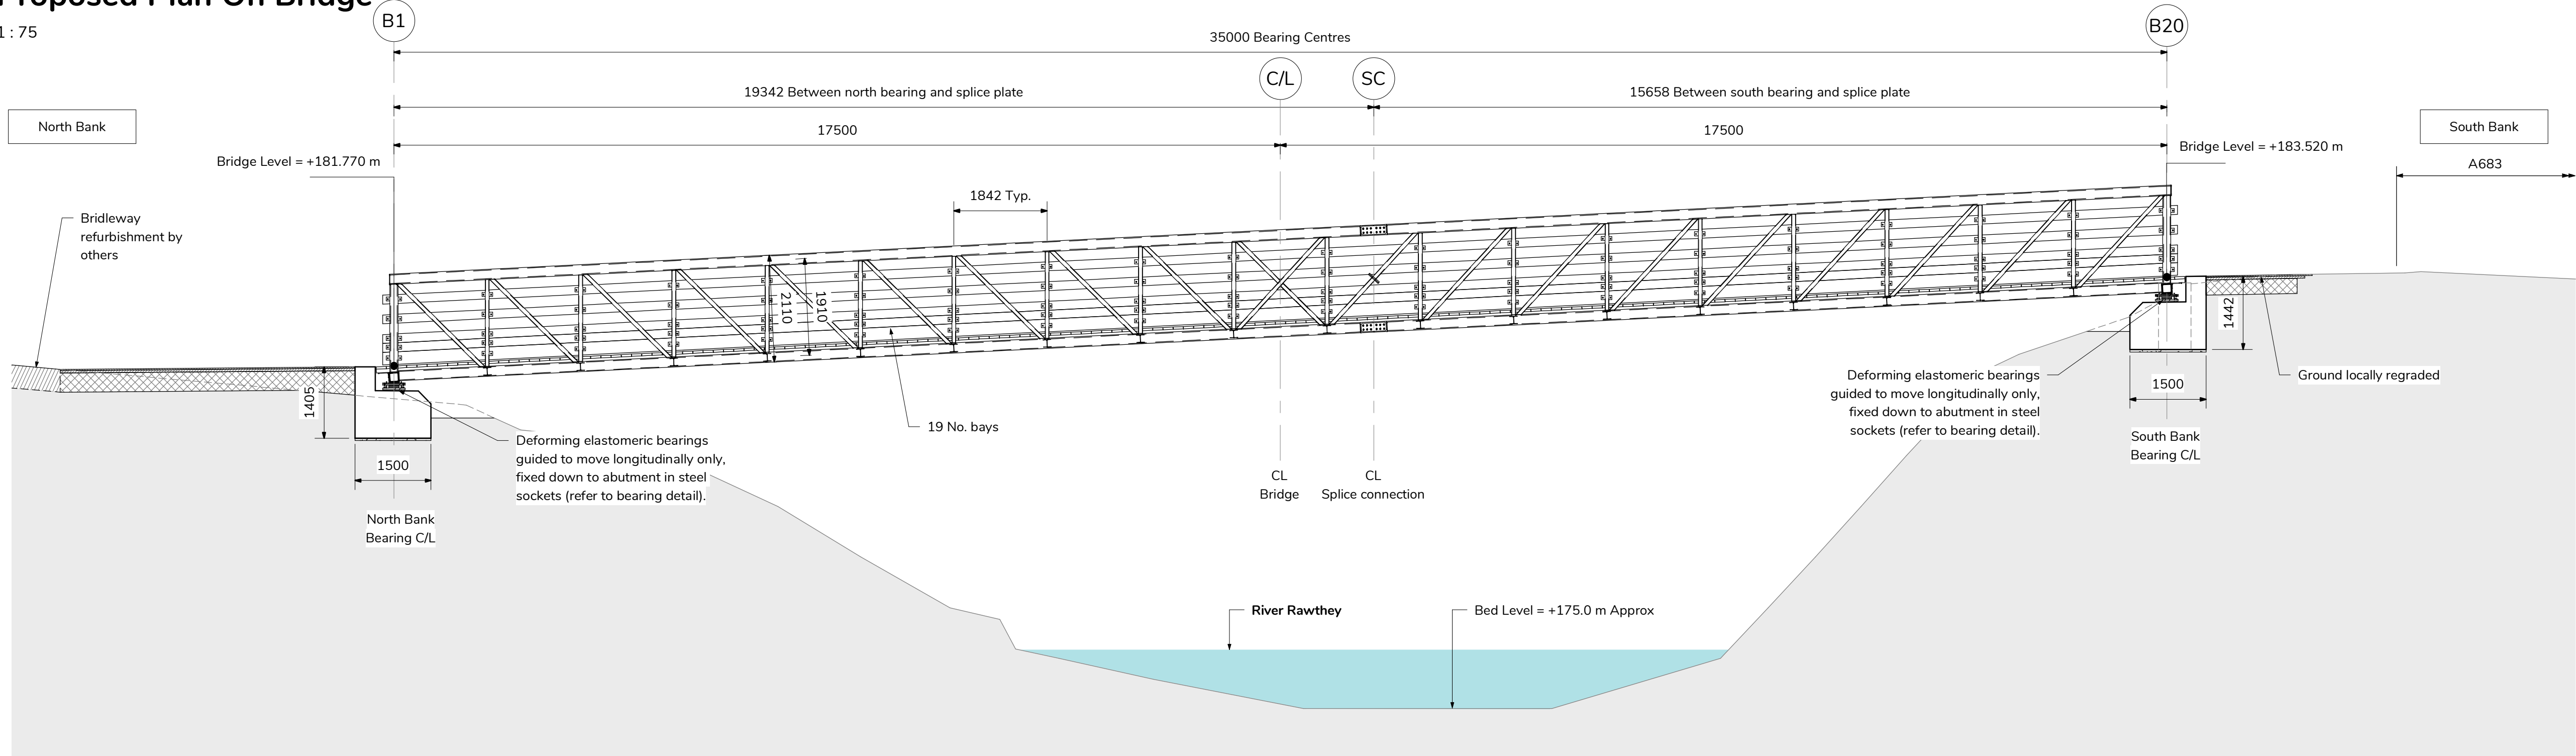 Proposed Plan On Bridge
1 : 75
B1
B20
35000 Bearing Centres
C/L
SC
19342 Between north bearing and splice plate
15658 Between south bearing and splice plate
North Bank
South Bank
17500
17500
Bridge Level = +181.770 m
Bridge Level = +183.520 m
A683
1842 Typ.
Bridleway
refurbishment by
others
2110
1910
1405
1442
19 No. bays
Deforming elastomeric bearings
guided to move longitudinally only,
fixed down to abutment in steel
sockets (refer to bearing detail).
1500
North Bank
Bearing C/L
CL
Bridge
CL
Splice connection
Deforming elastomeric bearings
guided to move longitudinally only,
fixed down to abutment in steel
sockets (refer to bearing detail).
1500
South Bank
Bearing C/L
Ground locally regraded
River Rawthey
Bed Level = +175.0 m Approx